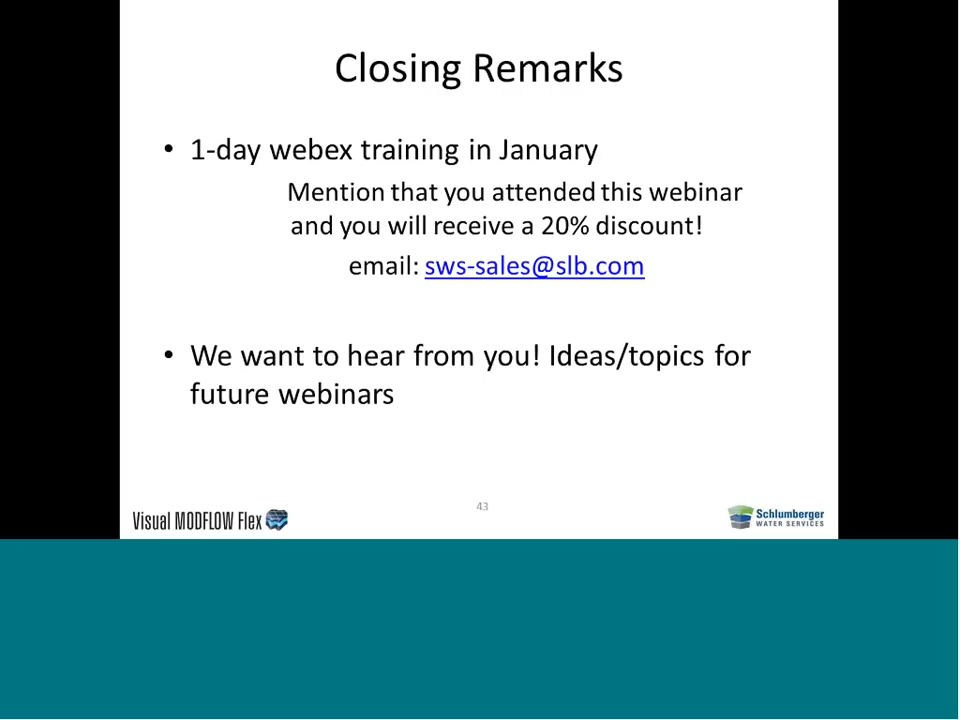 Closing Remarks
• 1-day webex training in January
Mention that you attended this webinar
and you will receive a 20% discount!
email: sws-sales@slb.com
• We want to hear from you! Ideas/topics for
future webinars
43
Visual MODFLOW Flex
Schlumberger
WATER SERVICES